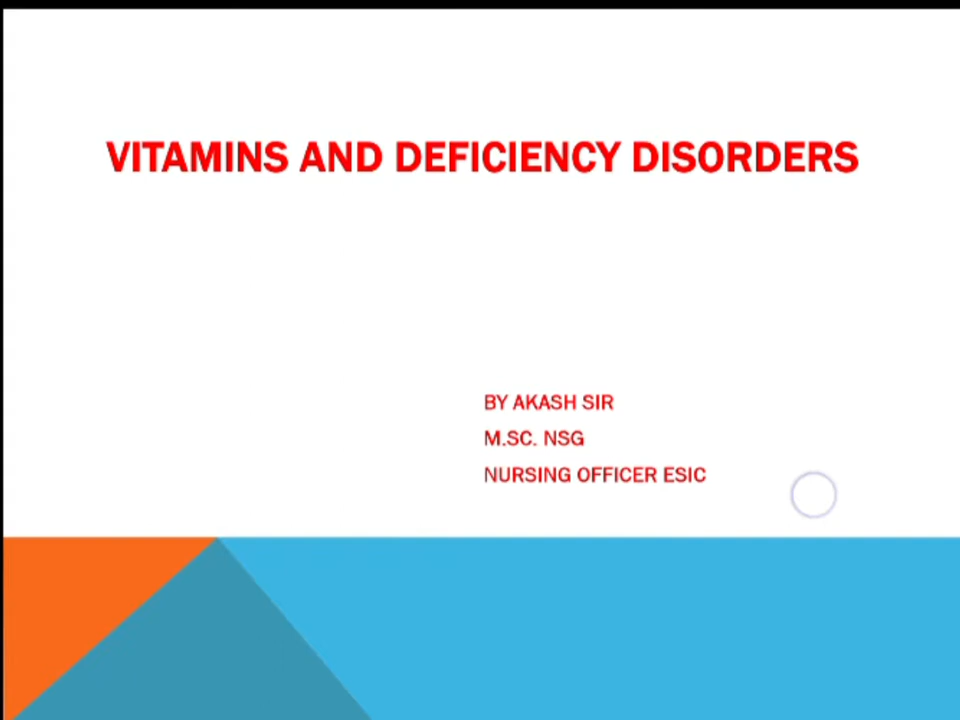 VITAMINS AND DEFICIENCY DISORDERS
BY AKASH SIR
M.SC. NSG
NURSING OFFICER ESIC